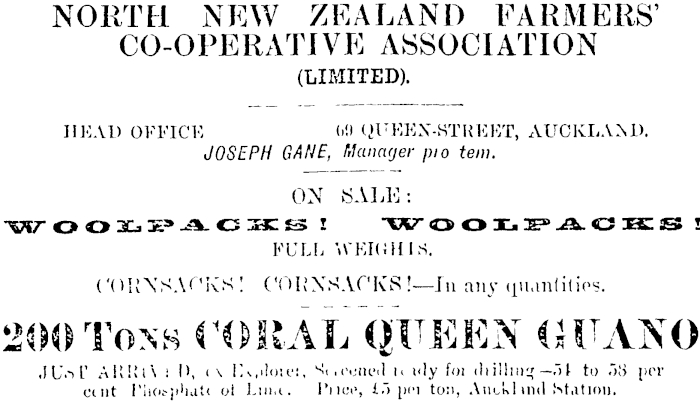 NORTH NEW ZEALAND FARMERS'
CO-OPERATIVE ASSOCIATION
(LIMITED).
HEAD OFFICE 69 QUEEN-STREET, AUCKLAND.
JOSEPH GANE, Manager pro tem.
ON SALE:
WOOLPACKS! WOOLPACKS!
FULL WEIGHTS.
CORNSACKS! CORNSACKS!—In any quantities.
200 TONS CORAL QUEEN GUANO
JUST ARRIVED, ex Explorer, Screened ready for drilling—54 to 58 per
cent Phosphate of Lime. Price, £5 per ton, Auckland Station.